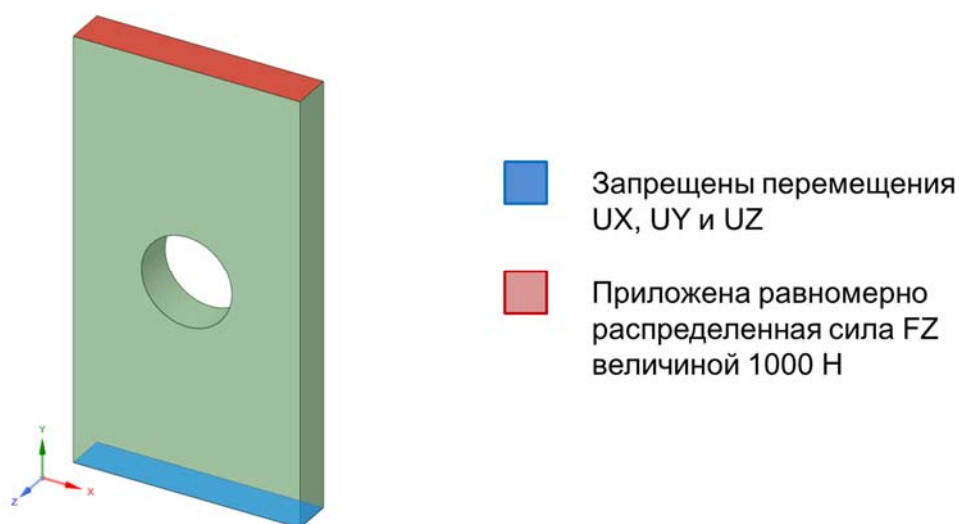 Запрещены перемещения
UX, UY и UZ
Приложена равномерно
распределенная сила FZ
величиной 1000 Н
Y
Z
X